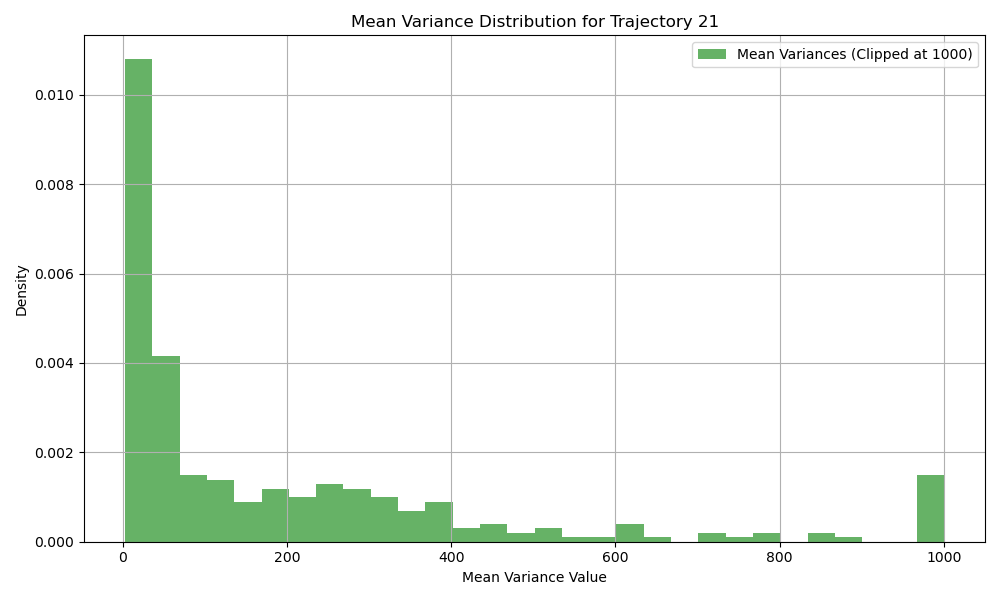 Mean Variance Distribution for Trajectory 21
Mean Variances (Clipped at 1000)
0.010
0.008
0.006
0.004
0.002
0.000
Density
0 200 400 600 800 1000
Mean Variance Value